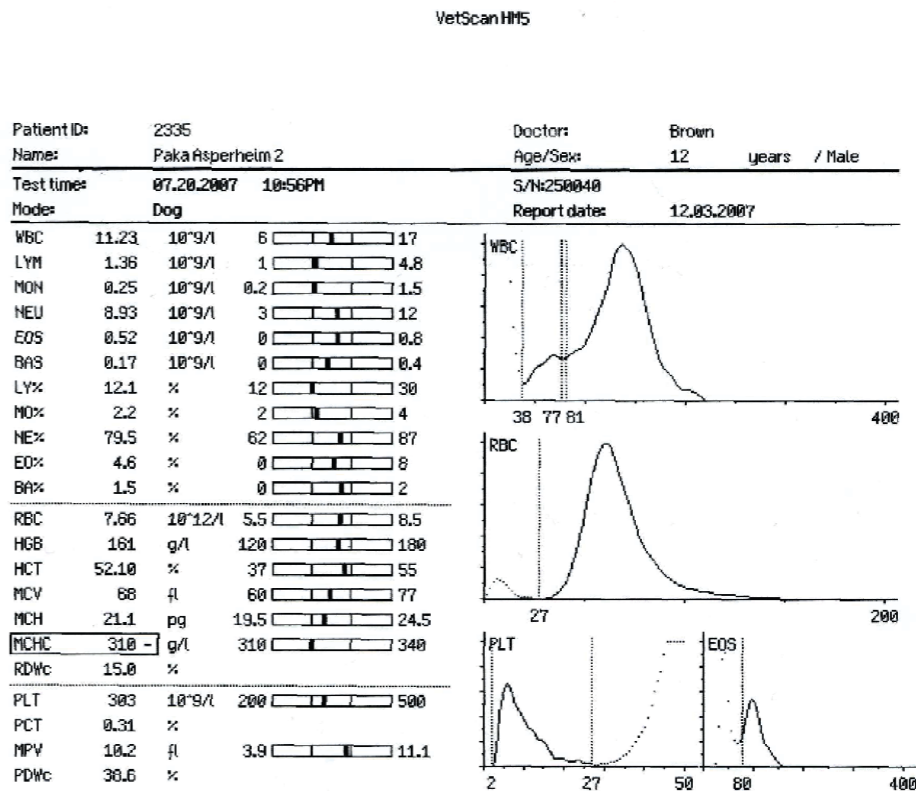 VetScan HM5
Patient ID: 2335 Doctor: Brown
Name: Paka Asperheim 2 Age/Sex: 12 years / Male
Test time: 07.20.2007 10:56PM S/N:250040
Mode: Dog Report date: 12.03.2007
WBC 11.23 10^9/l 6 17
LYM 1.36 10^9/l 1 4.8
MON 0.25 10^9/l 0.2 1.5
NEU 8.93 10^9/l 3 12
EOS 0.52 10^9/l 0 0.8
BAS 0.17 10^9/l 0 0.4
LY% 12.1 % 12 30
MO% 2.2 % 2 4
NE% 79.5 % 62 87
EO% 4.6 % 0 8
BA% 1.5 % 0 2
RBC 7.66 10^12/l 5.5 8.5
HGB 161 g/l 120 180
HCT 52.10 % 37 55
MCV 68 fl 60 77
MCH 21.1 pg 19.5 24.5
MCHC 310 - g/l 310 340
RDWc 15.0 %
PLT 303 10^9/l 200 500
PCT 0.31 %
MPV 10.2 fl 3.9 11.1
PDWc 38.6 %
WBC
38 77 81 400
RBC
27 200
PLT EOS
2 27 50 80 400